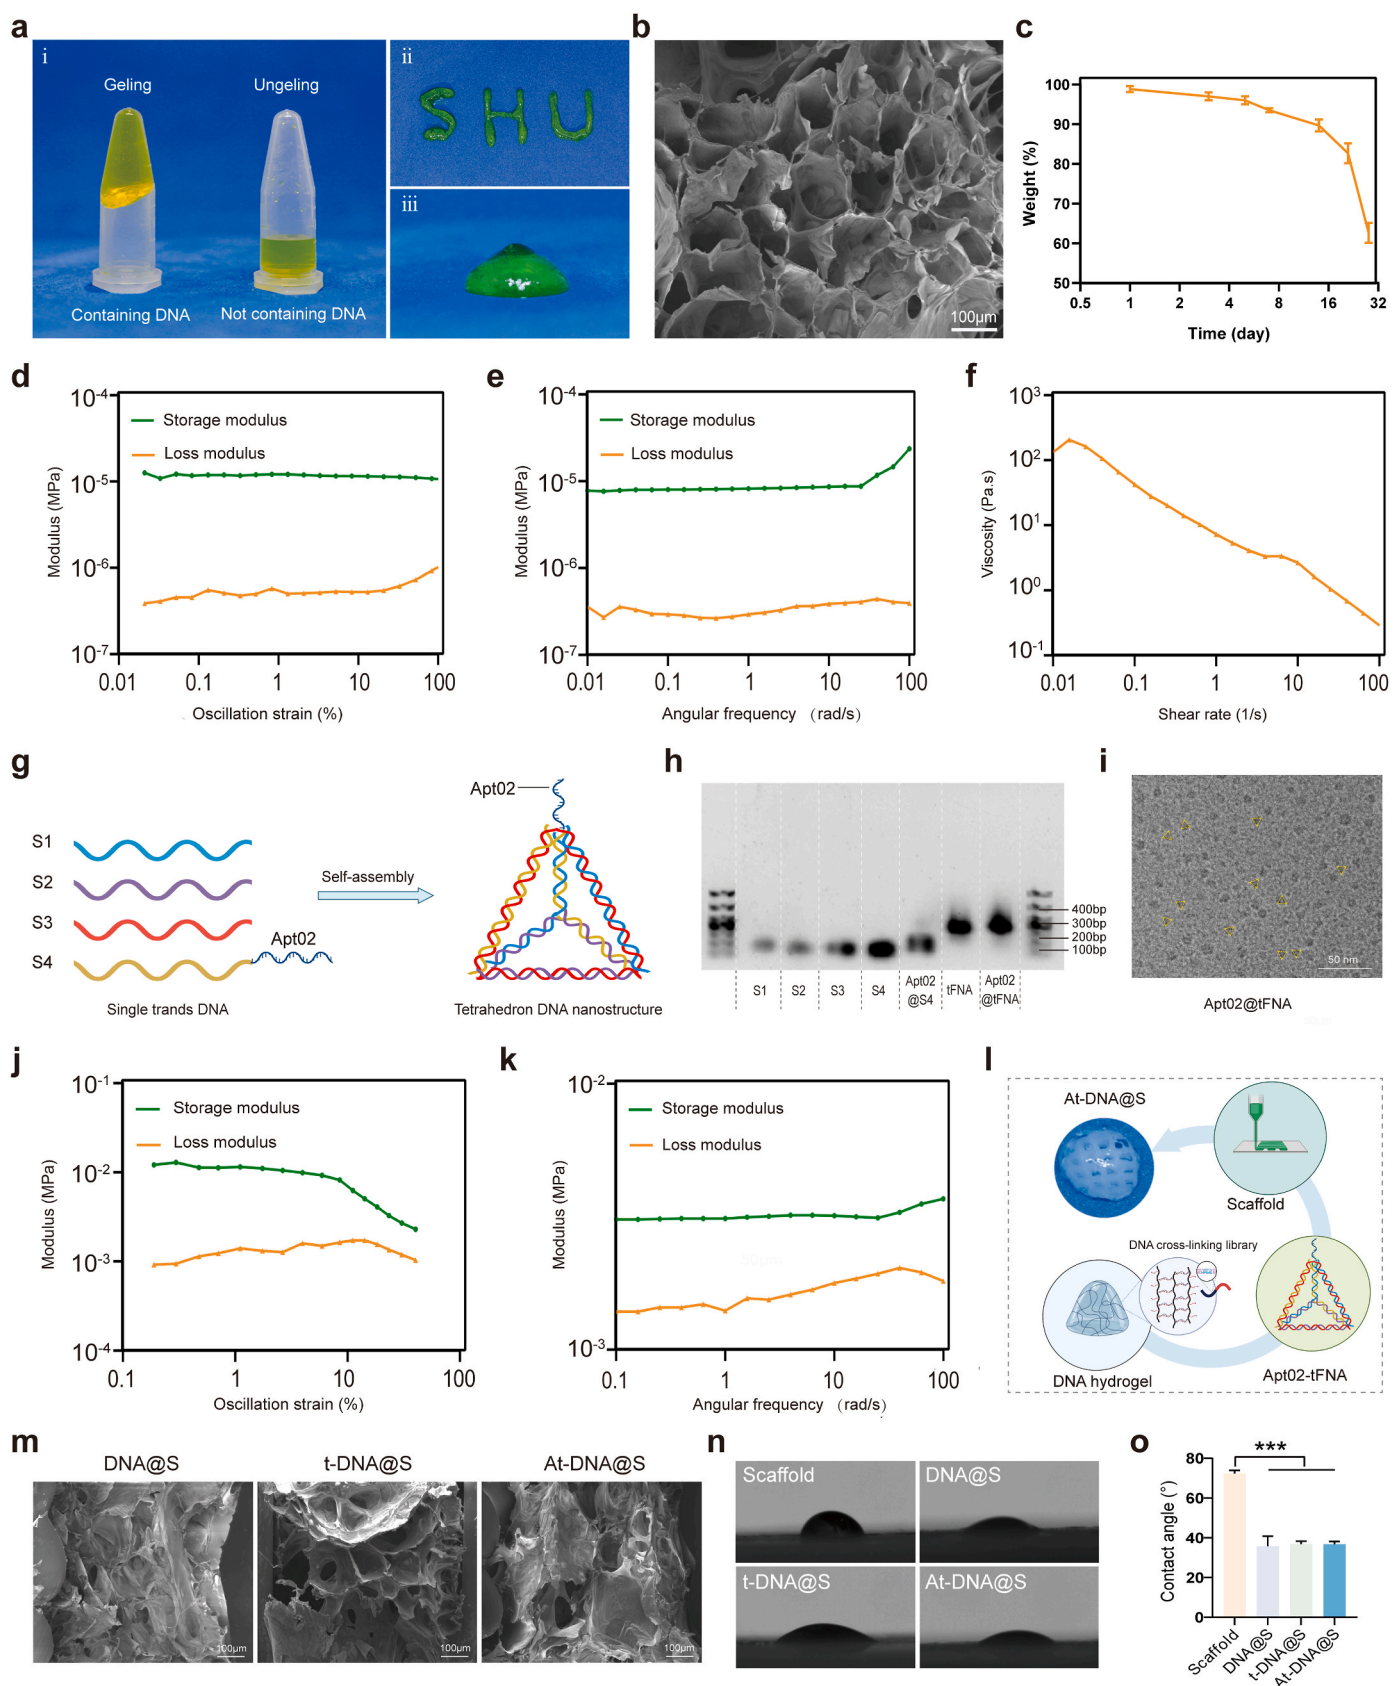 a
i
Geling
Ungeling
Containing DNA
Not containing DNA
ii
SHU
iii
b
100μm
c
Weight (%)
100
90
80
70
60
50
0.5 1 2 4 8 16 32
Time (day)
d
Modulus (MPa)
10-4
10-5
10-6
10-7
Storage modulus
Loss modulus
0.01 0.1 1 10 100
Oscillation strain (%)
e
Modulus (MPa)
10-4
10-5
10-6
10-7
Storage modulus
Loss modulus
0.01 0.1 1 10 100
Angular frequency (rad/s)
f
Viscosity (Pa.s)
103
102
101
100
10-1
0.01 0.1 1 10 100
Shear rate (1/s)
g
S1
S2
S3
S4
Apt02
Single trands DNA
Self-assembly
Apt02
Tetrahedron DNA nanostructure
h
400bp
300bp
200bp
100bp
S1 S2 S3 S4 Apt02 @S4 tFNA Apt02 @tFNA
i
50 nm
Apt02@tFNA
j
Modulus (MPa)
10-1
10-2
10-3
10-4
Storage modulus
Loss modulus
0.1 1 10 100
Oscillation strain (%)
k
Modulus (MPa)
10-2
10-3
Storage modulus
Loss modulus
0.1 1 10 100
Angular frequency (rad/s)
l
At-DNA@S
Scaffold
DNA cross-linking library
DNA hydrogel
Apt02-tFNA
m
DNA@S
t-DNA@S
At-DNA@S
100μm
100μm
100μm
n
Scaffold
DNA@S
t-DNA@S
At-DNA@S
o
Contact angle (°)
80
60
40
20
0
***
Scaffold
DNA@S
t-DNA@S
At-DNA@S